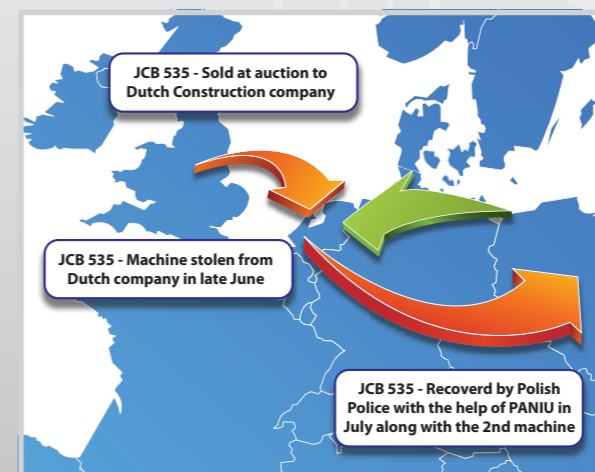 JCB 535 - Sold at auction to
Dutch Construction company
JCB 535 - Machine stolen from
Dutch company in late June
JCB 535 - Recoverd by Polish
Police with the help of PANIU in
July along with the 2nd machine